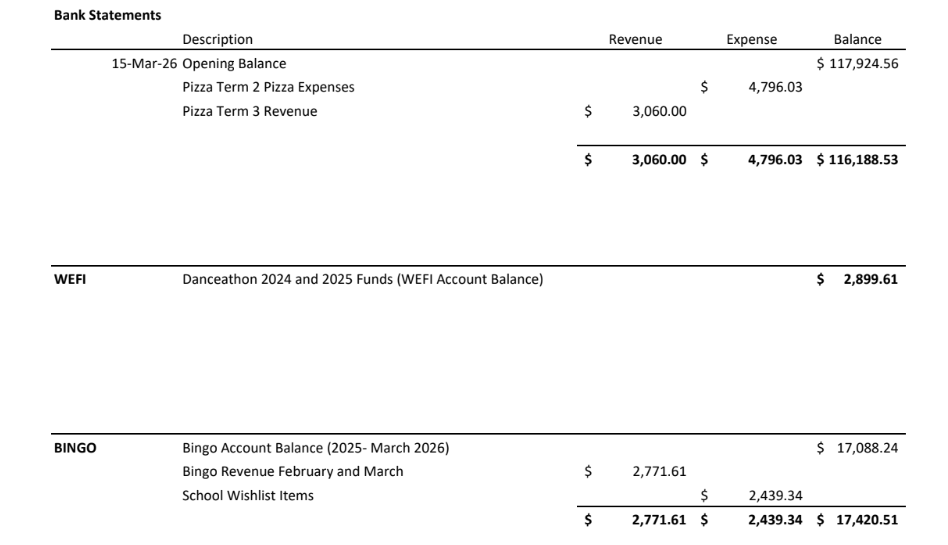 Bank Statements
Description Revenue Expense Balance
15-Mar-26 Opening Balance $ 117,924.56
Pizza Term 2 Pizza Expenses $ 4,796.03
Pizza Term 3 Revenue $ 3,060.00
$ 3,060.00 $ 4,796.03 $ 116,188.53
WEFI Danceathon 2024 and 2025 Funds (WEFI Account Balance) $ 2,899.61
BINGO Bingo Account Balance (2025- March 2026) $ 17,088.24
Bingo Revenue February and March $ 2,771.61
School Wishlist Items $ 2,439.34
$ 2,771.61 $ 2,439.34 $ 17,420.51